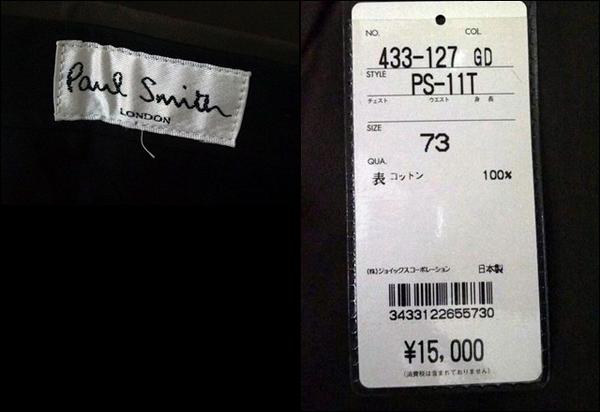 Paul Smith
LONDON
NO. COL.
433-127 GD
STYLE
PS-11T
チェスト ウエスト 身長
SIZE
73
QUA.
表 コットン 100%
(株)ジョイックスコーポレーション 日本製
3433122655730
¥15,000
(消費税は含まれておりません)